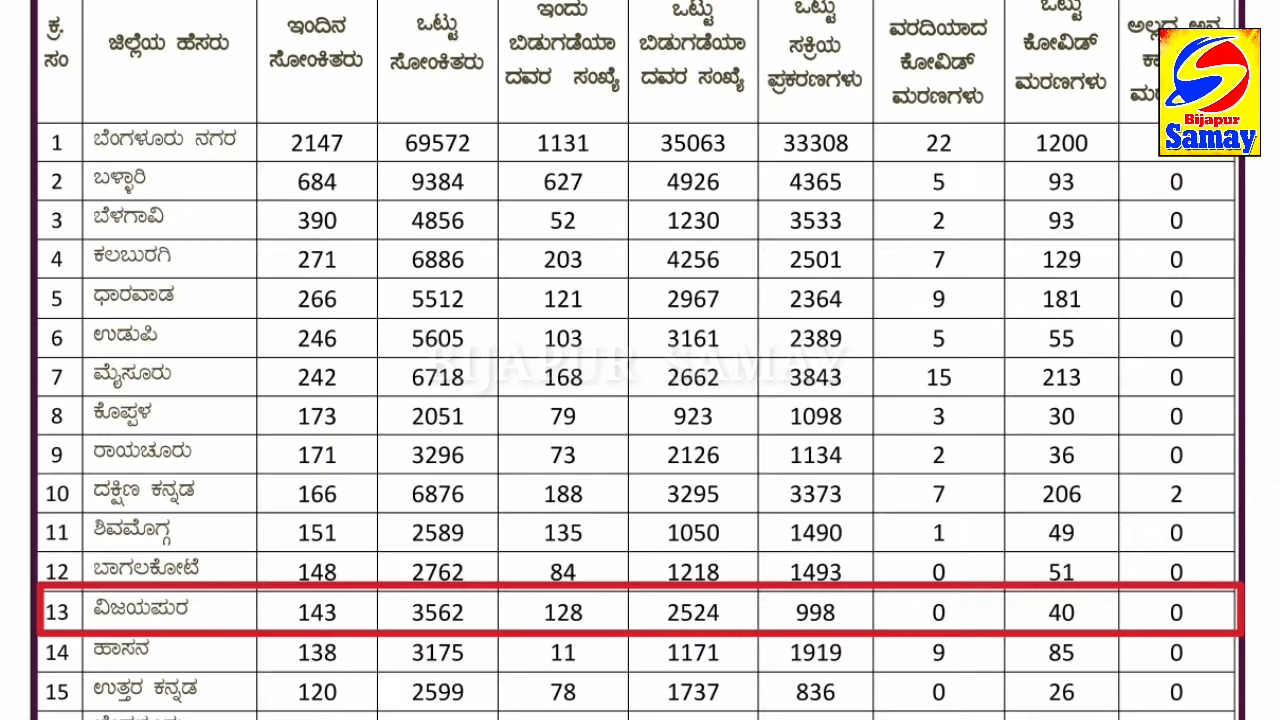 ಕ್ರ. ಸಂ ಜಿಲ್ಲೆಯ ಹೆಸರು ಇಂದಿನ ಸೋಂಕಿತರು ಒಟ್ಟು ಸೋಂಕಿತರು ಇಂದು ಬಿಡುಗಡೆಯಾದವರ ಸಂಖ್ಯೆ ಒಟ್ಟು ಬಿಡುಗಡೆಯಾದವರ ಸಂಖ್ಯೆ ಒಟ್ಟು ಸಕ್ರಿಯ ಪ್ರಕರಣಗಳು ವರದಿಯಾದ ಕೋವಿಡ್ ಮರಣಗಳು ಒಟ್ಟು ಕೋವಿಡ್ ಮರಣಗಳು
Bijapur
Samay
1 ಬೆಂಗಳೂರು ನಗರ 2147 69572 1131 35063 33308 22 1200
2 ಬಳ್ಳಾರಿ 684 9384 627 4926 4365 5 93 0
3 ಬೆಳಗಾವಿ 390 4856 52 1230 3533 2 93 0
4 ಕಲಬುರಗಿ 271 6886 203 4256 2501 7 129 0
5 ಧಾರವಾಡ 266 5512 121 2967 2364 9 181 0
6 ಉಡುಪಿ 246 5605 103 3161 2389 5 55 0
BIJAPUR SAMAY
7 ಮೈಸೂರು 242 6718 168 2662 3843 15 213 0
8 ಕೊಪ್ಪಳ 173 2051 79 923 1098 3 30 0
9 ರಾಯಚೂರು 171 3296 73 2126 1134 2 36 0
10 ದಕ್ಷಿಣ ಕನ್ನಡ 166 6876 188 3295 3373 7 206 2
11 ಶಿವಮೊಗ್ಗ 151 2589 135 1050 1490 1 49 0
12 ಬಾಗಲಕೋಟೆ 148 2762 84 1218 1493 0 51 0
13 ವಿಜಯಪುರ 143 3562 128 2524 998 0 40 0
14 ಹಾಸನ 138 3175 11 1171 1919 9 85 0
15 ಉತ್ತರ ಕನ್ನಡ 120 2599 78 1737 836 0 26 0